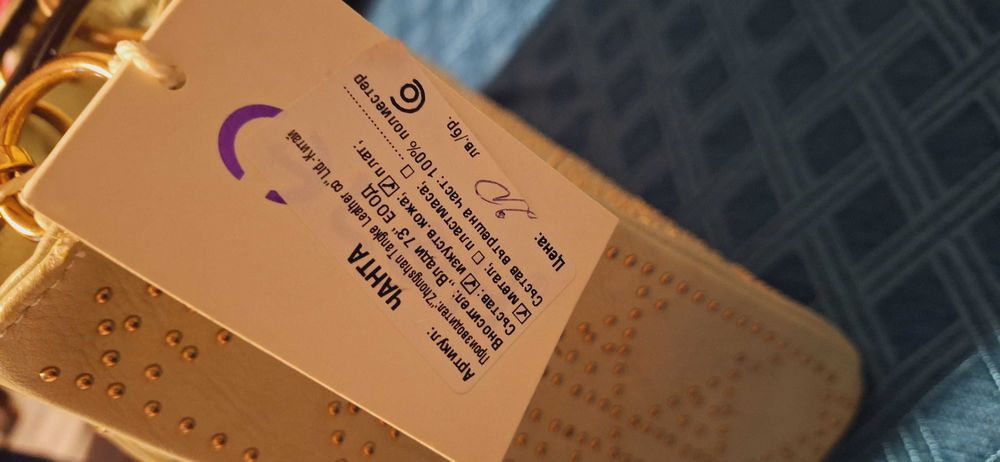 Артикул: ЧАНТА
Производител:"Zhongshan Tangke Leather co" Ltd.-Китай
Вносител: „Влади 73" ЕООД
Състав: ☑ изкуств.кожа, ☑ плат;
☑ метал; ☐ пластмаса; ☐ ..................
Състав вътрешна част: 100% полиестер
Цена: лв./бр.